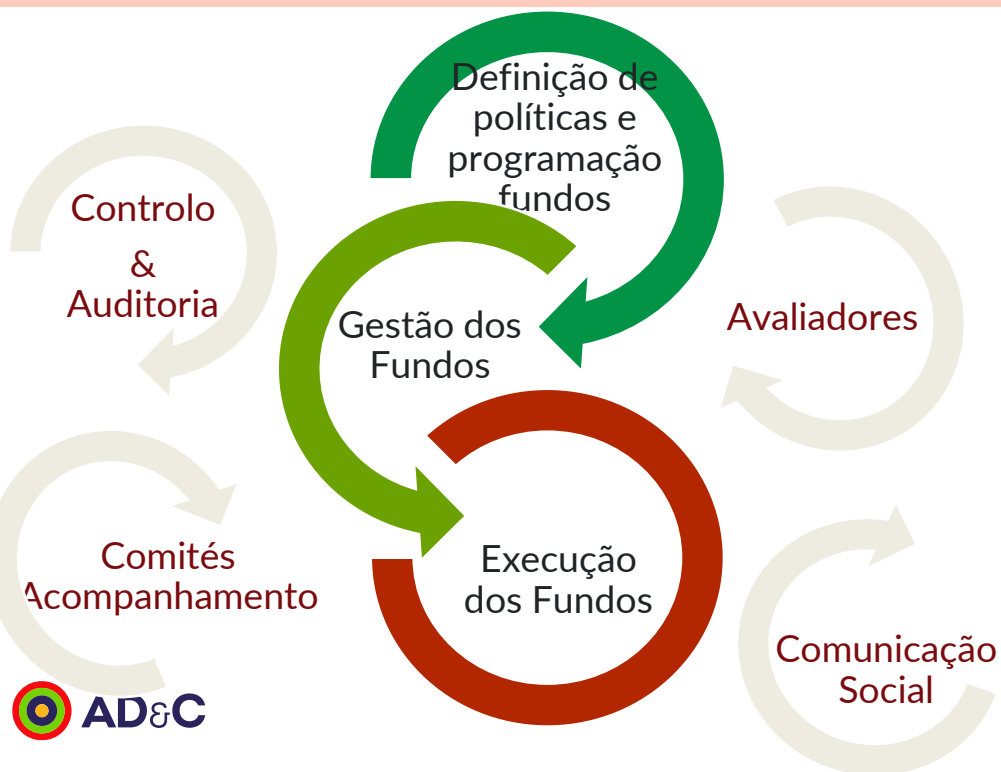 Definição de
políticas e
programação
fundos
Controlo
&
Auditoria
Gestão dos
Fundos
Avaliadores
Comités
Acompanhamento
Execução
dos Fundos
Comunicação
Social
AD&C